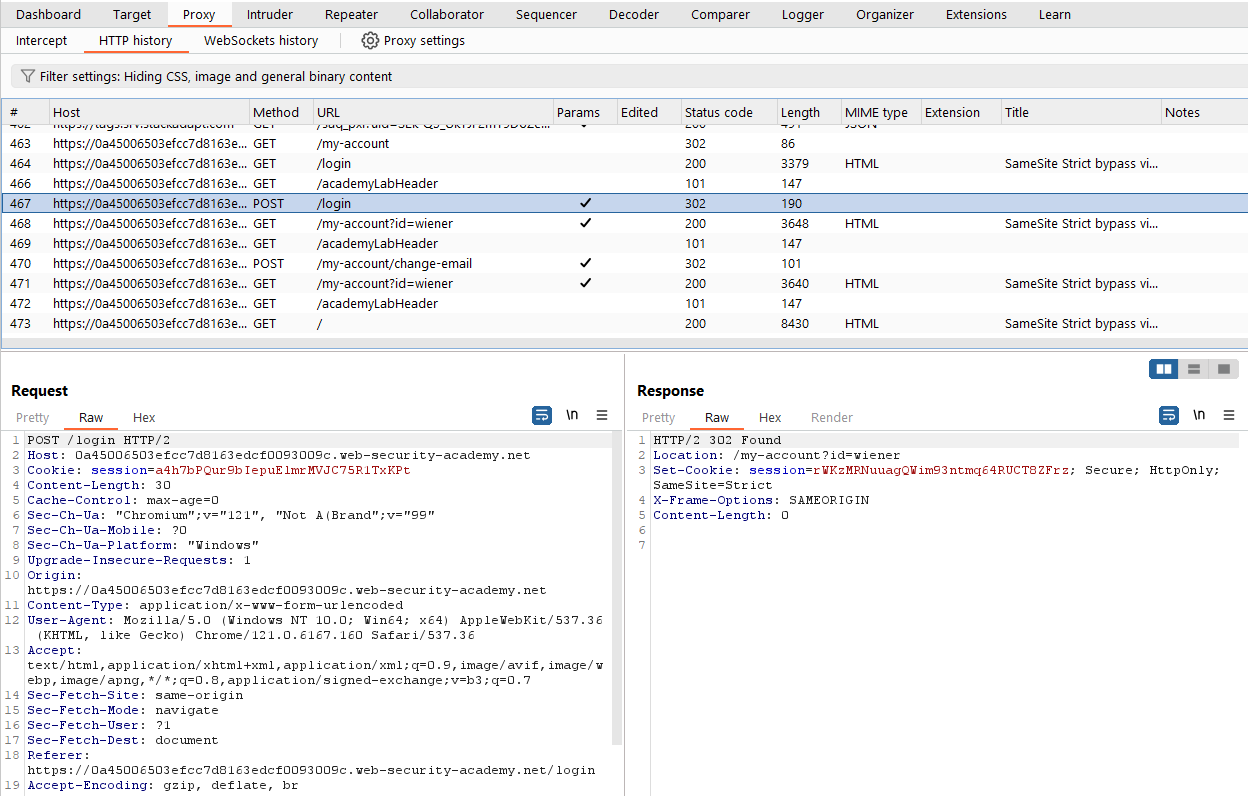 Dashboard Target Proxy Intruder Repeater Collaborator Sequencer Decoder Comparer Logger Organizer Extensions Learn
Intercept HTTP history WebSockets history Proxy settings
Filter settings: Hiding CSS, image and general binary content
# Host Method URL Params Edited Status code Length MIME type Extension Title Notes
463 https://0a45006503efcc7d8163e... GET /my-account 302 86
464 https://0a45006503efcc7d8163e... GET /login 200 3379 HTML SameSite Strict bypass vi...
466 https://0a45006503efcc7d8163e... GET /academyLabHeader 101 147
467 https://0a45006503efcc7d8163e... POST /login ✓ 302 190
468 https://0a45006503efcc7d8163e... GET /my-account?id=wiener ✓ 200 3648 HTML SameSite Strict bypass vi...
469 https://0a45006503efcc7d8163e... GET /academyLabHeader 101 147
470 https://0a45006503efcc7d8163e... POST /my-account/change-email ✓ 302 101
471 https://0a45006503efcc7d8163e... GET /my-account?id=wiener ✓ 200 3640 HTML SameSite Strict bypass vi...
472 https://0a45006503efcc7d8163e... GET /academyLabHeader 101 147
473 https://0a45006503efcc7d8163e... GET / 200 8430 HTML SameSite Strict bypass vi...
Request
Pretty Raw Hex \n
1 POST /login HTTP/2
2 Host: 0a45006503efcc7d8163edcf0093009c.web-security-academy.net
3 Cookie: session=a4h7bPQur9bIepuElmrMVJC75R1TxKPt
4 Content-Length: 30
5 Cache-Control: max-age=0
6 Sec-Ch-Ua: "Chromium";v="121", "Not A(Brand";v="99"
7 Sec-Ch-Ua-Mobile: ?0
8 Sec-Ch-Ua-Platform: "Windows"
9 Upgrade-Insecure-Requests: 1
10 Origin:
https://0a45006503efcc7d8163edcf0093009c.web-security-academy.net
11 Content-Type: application/x-www-form-urlencoded
12 User-Agent: Mozilla/5.0 (Windows NT 10.0; Win64; x64) AppleWebKit/537.36
(KHTML, like Gecko) Chrome/121.0.6167.160 Safari/537.36
13 Accept:
text/html,application/xhtml+xml,application/xml;q=0.9,image/avif,image/w
ebp,image/apng,*/*;q=0.8,application/signed-exchange;v=b3;q=0.7
14 Sec-Fetch-Site: same-origin
15 Sec-Fetch-Mode: navigate
16 Sec-Fetch-User: ?1
17 Sec-Fetch-Dest: document
18 Referer:
https://0a45006503efcc7d8163edcf0093009c.web-security-academy.net/login
19 Accept-Encoding: gzip, deflate, br
Response
Pretty Raw Hex Render \n
1 HTTP/2 302 Found
2 Location: /my-account?id=wiener
3 Set-Cookie: session=rWKzMRNuuagQWim93ntmq64RUCT8ZFrz; Secure; HttpOnly;
SameSite=Strict
4 X-Frame-Options: SAMEORIGIN
5 Content-Length: 0
6
7